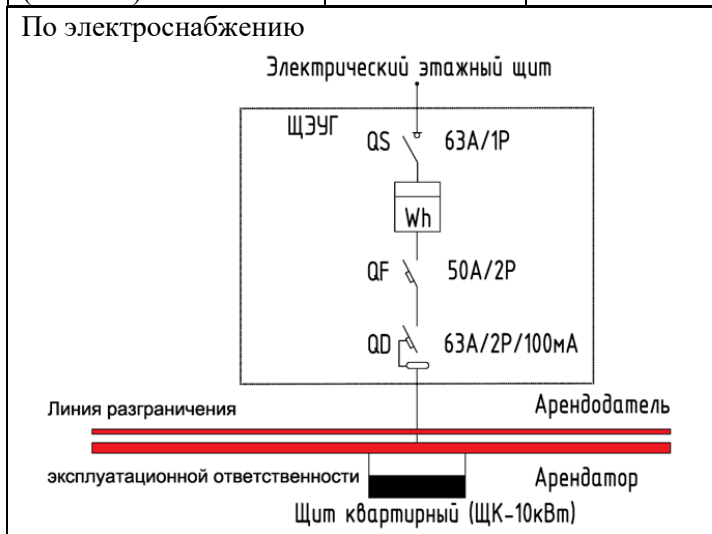 По электроснабжению
Электрический этажный щит
ЩЭУГ
QS 63А/1Р
Wh
QF 50А/2Р
QD 63А/2Р/100мА
Линия разграничения Арендодатель
эксплуатационной ответственности Арендатор
Щит квартирный (ЩК-10кВт)